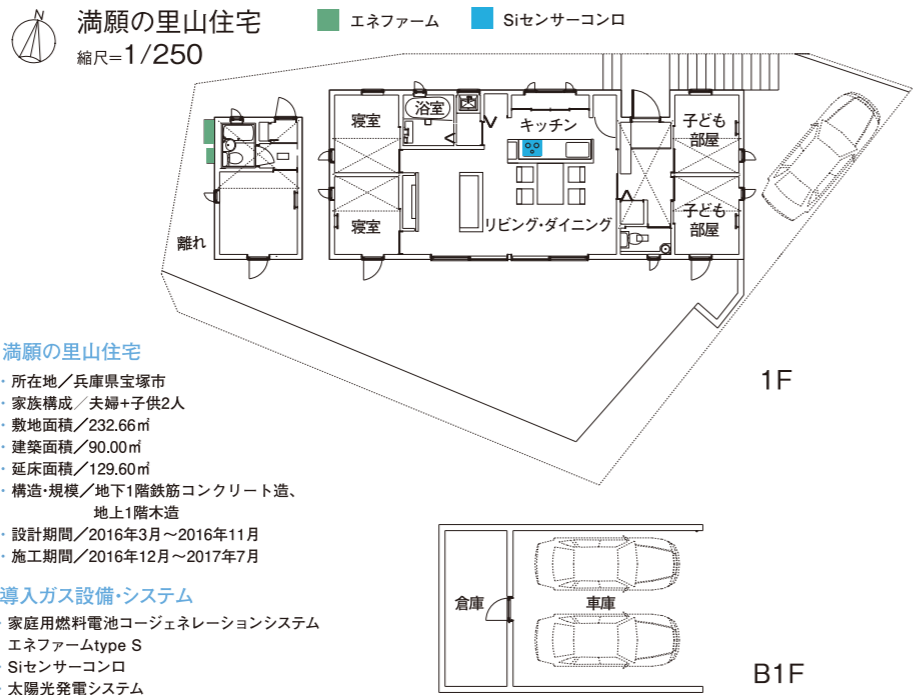 N
満願の里山住宅
縮尺=1/250
エネファーム
Siセンサーコンロ
寝室
浴室
キッチン
子ども
部屋
離れ
寝室
リビング・ダイニング
子ども
部屋
1F
満願の里山住宅
・所在地/兵庫県宝塚市
・家族構成/夫婦+子供2人
・敷地面積/232.66㎡
・建築面積/90.00㎡
・延床面積/129.60㎡
・構造・規模/地下1階鉄筋コンクリート造、
地上1階木造
・設計期間/2016年3月〜2016年11月
・施工期間/2016年12月〜2017年7月
導入ガス設備・システム
・家庭用燃料電池コージェネレーションシステム
エネファームtype S
・Siセンサーコンロ
・太陽光発電システム
倉庫
車庫
B1F